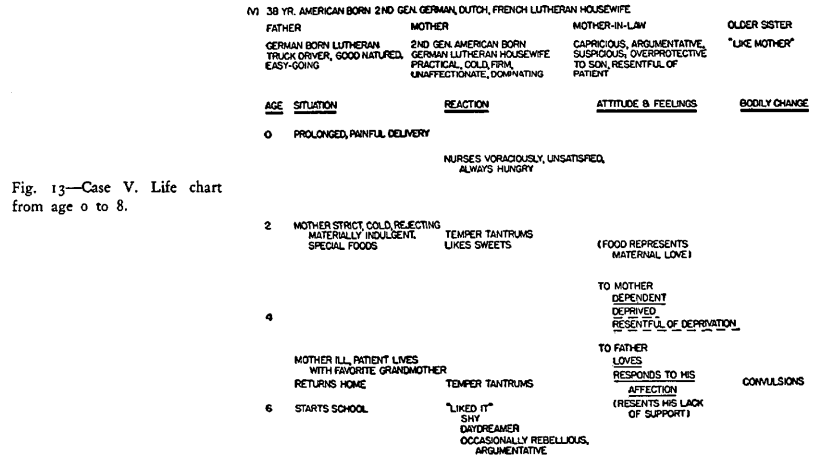 (V) 38 YR. AMERICAN BORN 2ND GEN. GERMAN, DUTCH, FRENCH LUTHERAN HOUSEWIFE
FATHER
GERMAN BORN LUTHERAN
TRUCK DRIVER, GOOD NATURED,
EASY-GOING
MOTHER
2ND GEN. AMERICAN BORN
GERMAN LUTHERAN HOUSEWIFE
PRACTICAL, COLD, FIRM,
UNAFFECTIONATE, DOMINATING
MOTHER-IN-LAW
CAPRICIOUS, ARGUMENTATIVE,
SUSPICIOUS, OVERPROTECTIVE
TO SON, RESENTFUL OF
PATIENT
OLDER SISTER
"LIKE MOTHER"
AGE SITUATION REACTION ATTITUDE & FEELINGS BODILY CHANGE
0 PROLONGED, PAINFUL DELIVERY
NURSES VORACIOUSLY, UNSATISFIED,
ALWAYS HUNGRY
Fig. 13—Case V. Life chart
from age 0 to 8.
2 MOTHER STRICT, COLD, REJECTING
MATERIALLY INDULGENT. TEMPER TANTRUMS
SPECIAL FOODS LIKES SWEETS (FOOD REPRESENTS
MATERNAL LOVE)
TO MOTHER
DEPENDENT
4 DEPRIVED
RESENTFUL OF DEPRIVATION
TO FATHER
MOTHER ILL, PATIENT LIVES LOVES
WITH FAVORITE GRANDMOTHER RESPONDS TO HIS
RETURNS HOME TEMPER TANTRUMS AFFECTION CONVULSIONS
6 STARTS SCHOOL "LIKED IT" (RESENTS HIS LACK
SHY OF SUPPORT)
DAYDREAMER
OCCASIONALLY REBELLIOUS,
ARGUMENTATIVE